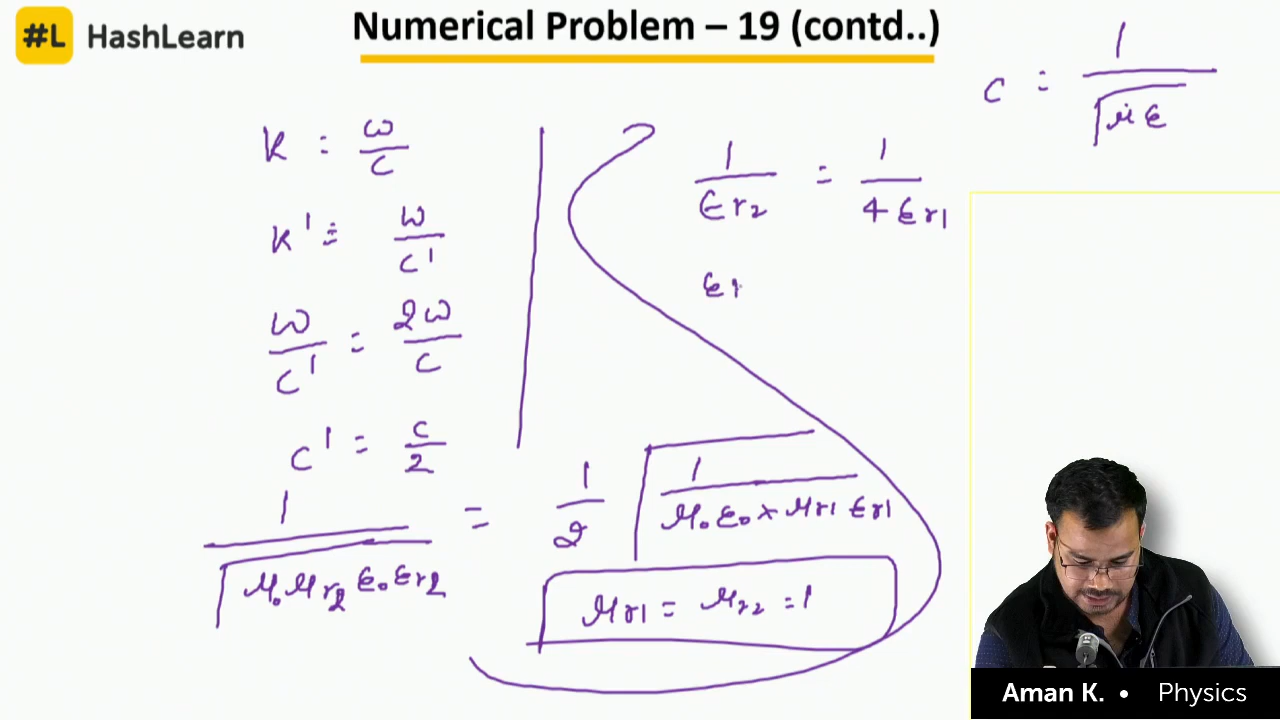 #L HashLearn
Numerical Problem – 19 (contd..)
c = 1/√με
K = ω/c
K' = ω/c'
ω/c' = 2ω/c
c' = c/2
1/√μ₀μr₂ε₀εr₂ = 1/2 √1/μ₀ε₀×μr₁εr₁
μr₁ = μr₂ = 1
1/εr₂ = 1/4εr₁
εr
Aman K. • Physics